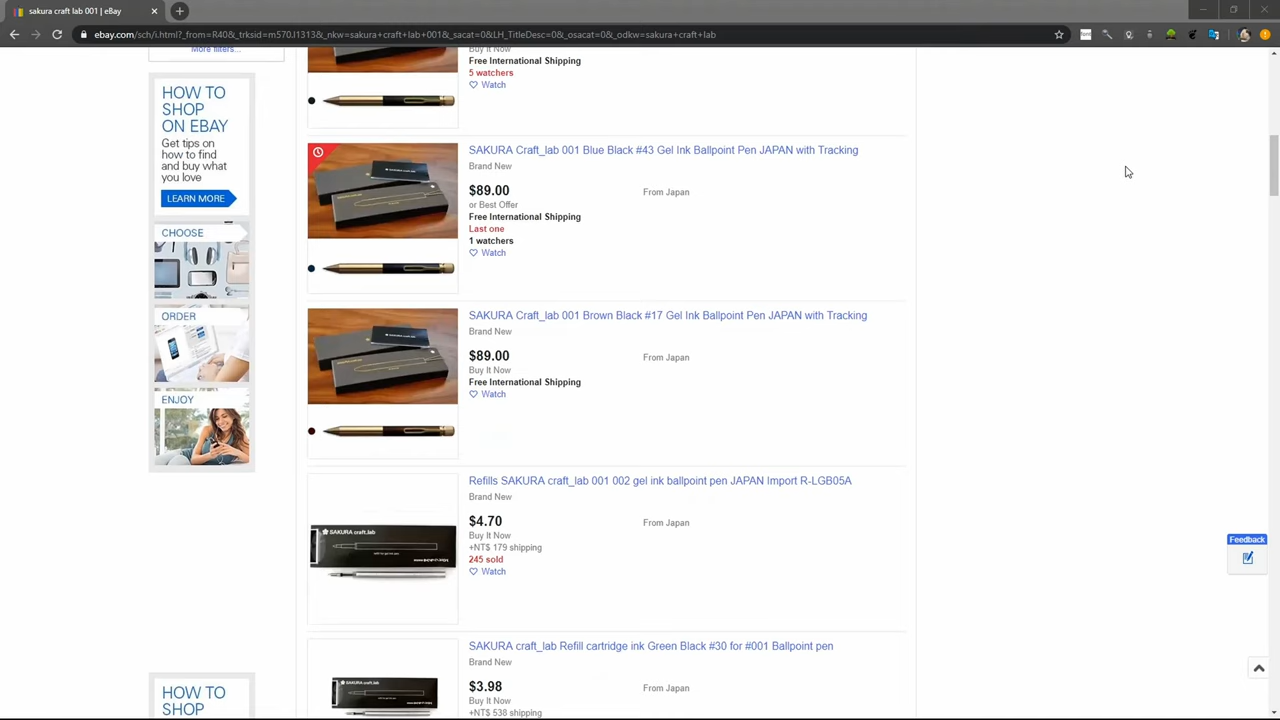 sakura craft lab 001 | eBay
ebay.com/sch/i.html?_from=R40&_trksid=m570.l1313&_nkw=sakura+craft+lab+001&_sacat=0&LH_TitleDesc=0&_osacat=0&_odkw=sakura+craft+lab
More filters...
HOW TO
SHOP
ON EBAY
Get tips on
how to find
and buy what
you love
LEARN MORE
CHOOSE
ORDER
ENJOY
HOW TO
SHOP
Buy It Now
Free International Shipping
5 watchers
Watch
SAKURA Craft_lab 001 Blue Black #43 Gel Ink Ballpoint Pen JAPAN with Tracking
Brand New
$89.00
From Japan
or Best Offer
Free International Shipping
Last one
1 watchers
Watch
SAKURA Craft_lab 001 Brown Black #17 Gel Ink Ballpoint Pen JAPAN with Tracking
Brand New
$89.00
From Japan
Buy It Now
Free International Shipping
Watch
SAKURA craft_lab
Refills SAKURA craft_lab 001 002 gel ink ballpoint pen JAPAN Import R-LGB05A
Brand New
$4.70
From Japan
Buy It Now
+NT$ 179 shipping
245 sold
Watch
SAKURA craft_lab
SAKURA craft_lab Refill cartridge ink Green Black #30 for #001 Ballpoint pen
Brand New
$3.98
From Japan
Buy It Now
+NT$ 538 shipping
Feedback